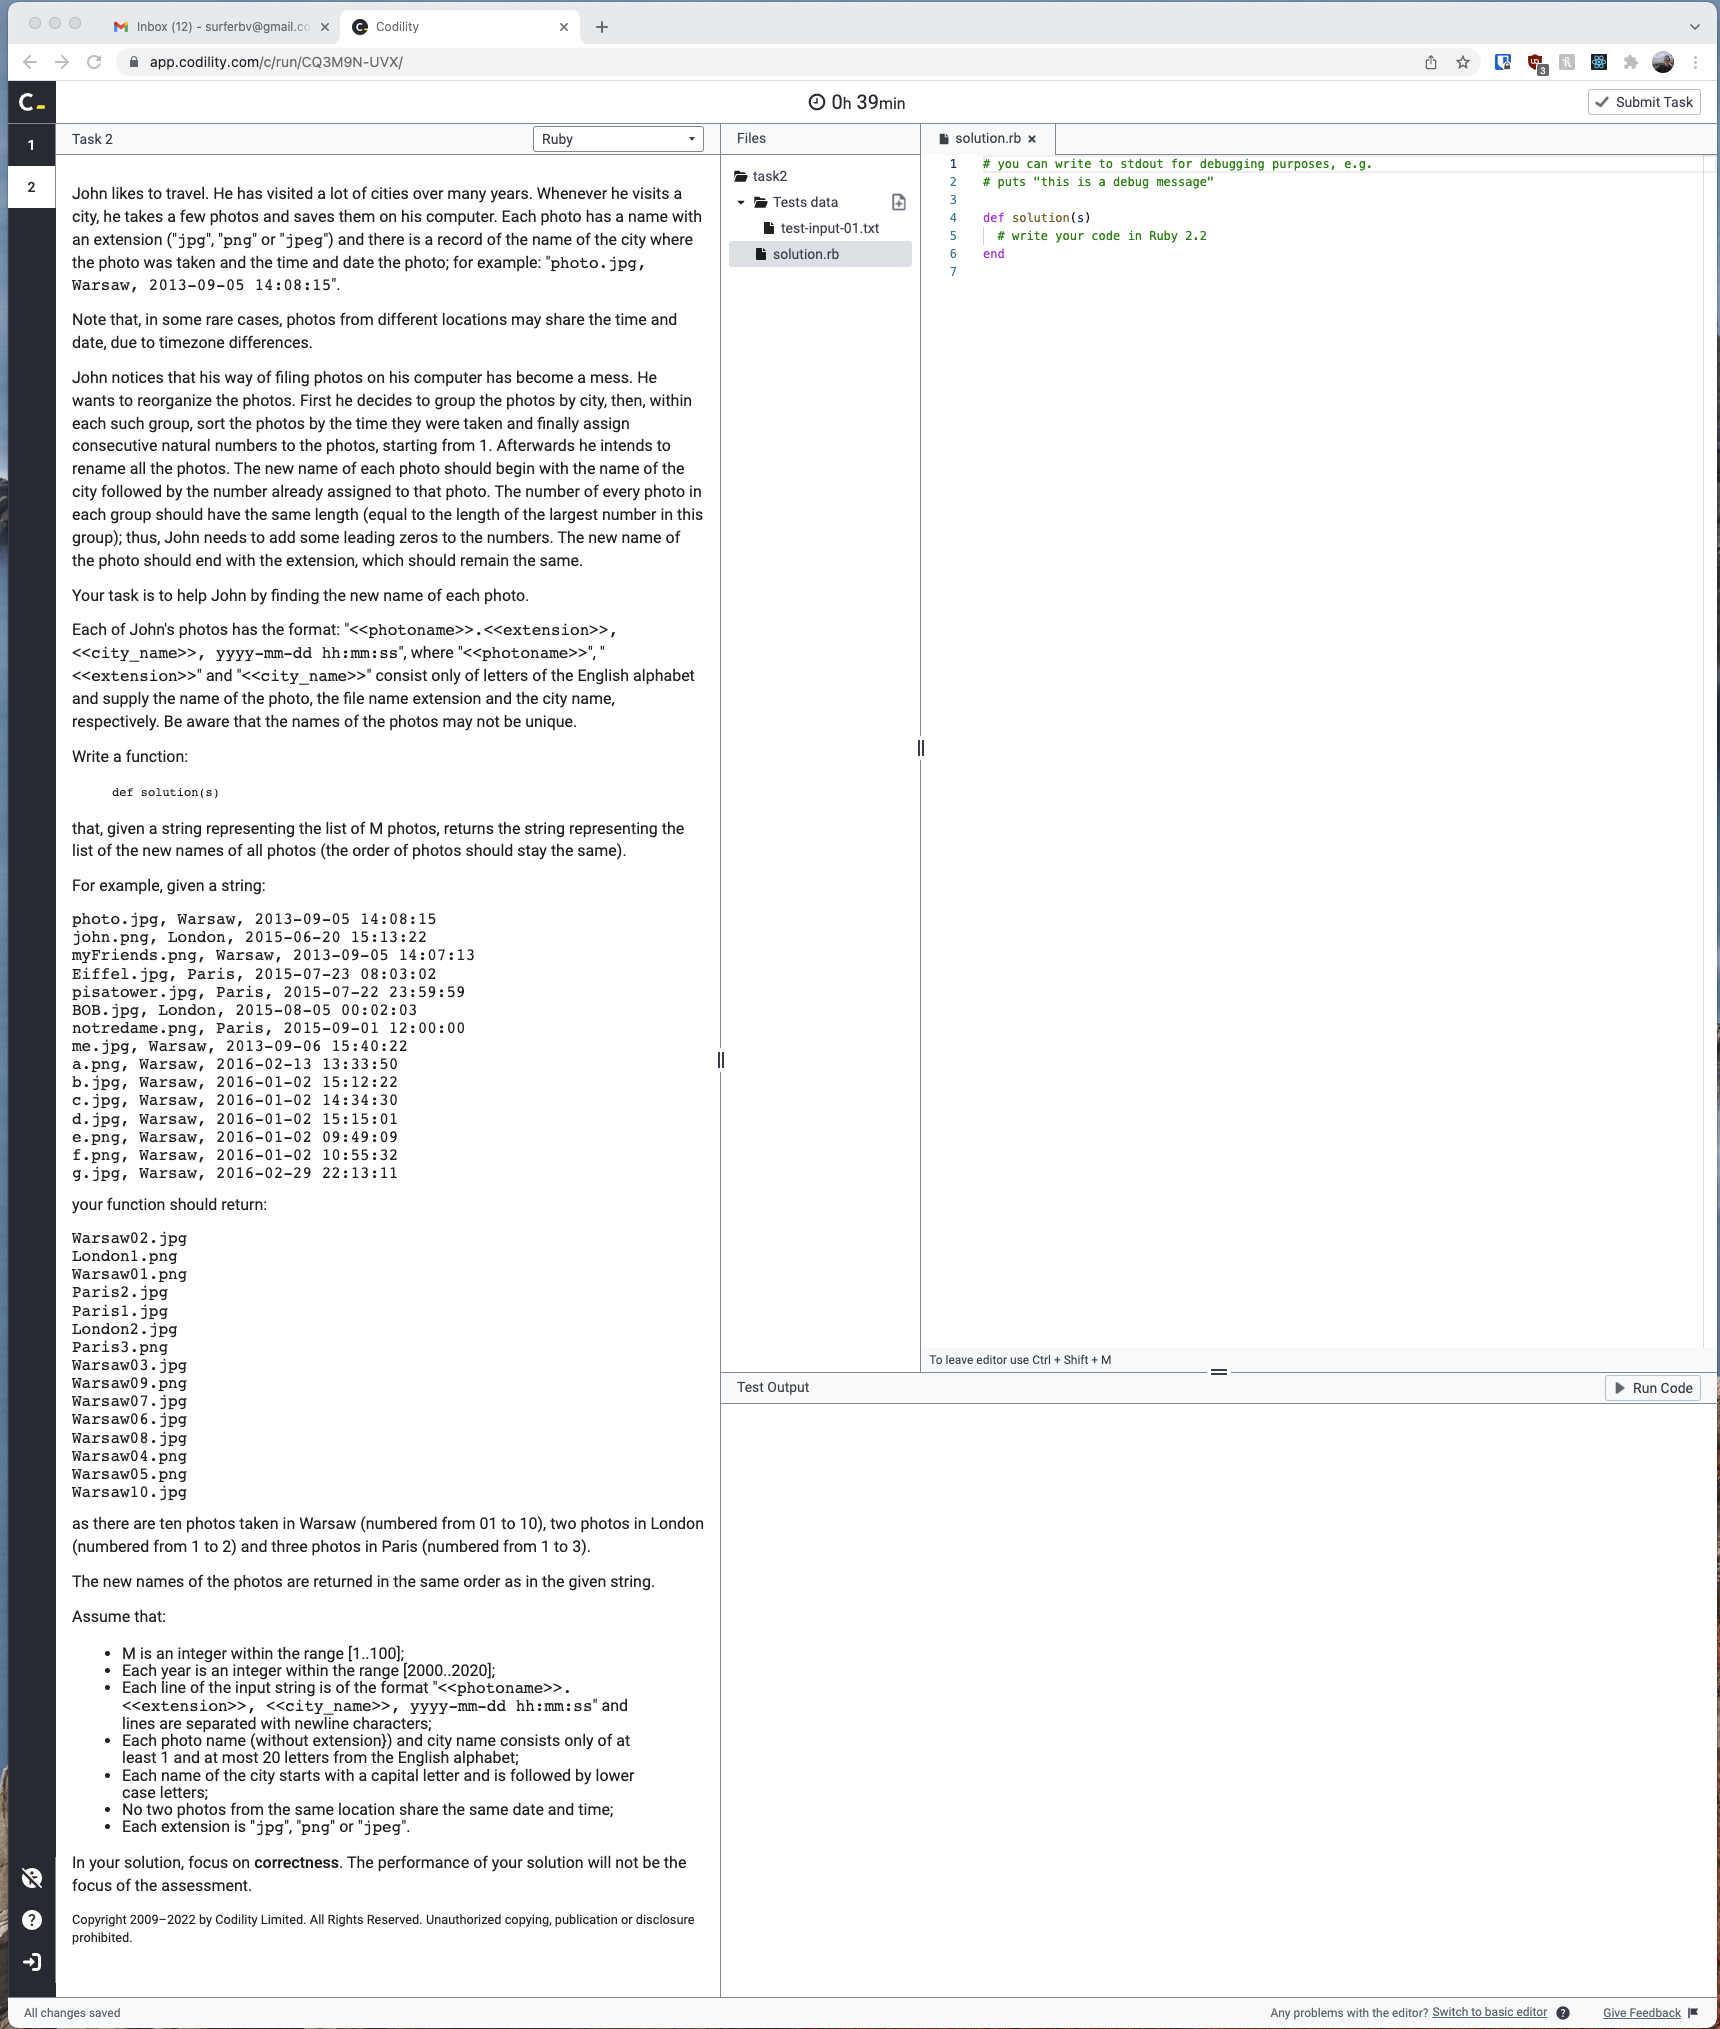 Inbox (12) - surferbv@gmail.co
Codility
app.codility.com/c/run/CQ3M9N-UVX/
3
C
0h 39min
Submit Task
1
2
Task 2
Ruby
John likes to travel. He has visited a lot of cities over many years. Whenever he visits a
city, he takes a few photos and saves them on his computer. Each photo has a name with
an extension ("jpg", "png" or "jpeg") and there is a record of the name of the city where
the photo was taken and the time and date the photo; for example: "photo.jpg,
Warsaw, 2013-09-05 14:08:15".
Note that, in some rare cases, photos from different locations may share the time and
date, due to timezone differences.
John notices that his way of filing photos on his computer has become a mess. He
wants to reorganize the photos. First he decides to group the photos by city, then, within
each such group, sort the photos by the time they were taken and finally assign
consecutive natural numbers to the photos, starting from 1. Afterwards he intends to
rename all the photos. The new name of each photo should begin with the name of the
city followed by the number already assigned to that photo. The number of every photo in
each group should have the same length (equal to the length of the largest number in this
group); thus, John needs to add some leading zeros to the numbers. The new name of
the photo should end with the extension, which should remain the same.
Your task is to help John by finding the new name of each photo.
Each of John's photos has the format: "<<photoname>>.<<extension>>,
<<city_name>>, yyyy-mm-dd hh:mm:ss", where "<<photoname>>", "
<<extension>>" and "<<city_name>>" consist only of letters of the English alphabet
and supply the name of the photo, the file name extension and the city name,
respectively. Be aware that the names of the photos may not be unique.
Write a function:
def solution(s)
that, given a string representing the list of M photos, returns the string representing the
list of the new names of all photos (the order of photos should stay the same).
For example, given a string:
photo.jpg, Warsaw, 2013-09-05 14:08:15
john.png, London, 2015-06-20 15:13:22
myFriends.png, Warsaw, 2013-09-05 14:07:13
Eiffel.jpg, Paris, 2015-07-23 08:03:02
pisatower.jpg, Paris, 2015-07-22 23:59:59
BOB.jpg, London, 2015-08-05 00:02:03
notredame.png, Paris, 2015-09-01 12:00:00
me.jpg, Warsaw, 2013-09-06 15:40:22
a.png, Warsaw, 2016-02-13 13:33:50
b.jpg, Warsaw, 2016-01-02 15:12:22
c.jpg, Warsaw, 2016-01-02 14:34:30
d.jpg, Warsaw, 2016-01-02 15:15:01
e.png, Warsaw, 2016-01-02 09:49:09
f.png, Warsaw, 2016-01-02 10:55:32
g.jpg, Warsaw, 2016-02-29 22:13:11
your function should return:
Warsaw02.jpg
London1.png
Warsaw01.png
Paris2.jpg
Paris1.jpg
London2.jpg
Paris3.png
Warsaw03.jpg
Warsaw09.png
Warsaw07.jpg
Warsaw06.jpg
Warsaw08.jpg
Warsaw04.png
Warsaw05.png
Warsaw10.jpg
as there are ten photos taken in Warsaw (numbered from 01 to 10), two photos in London
(numbered from 1 to 2) and three photos in Paris (numbered from 1 to 3).
The new names of the photos are returned in the same order as in the given string.
Assume that:
• M is an integer within the range [1..100];
• Each year is an integer within the range [2000..2020];
• Each line of the input string is of the format "<<photoname>>.
<<extension>>, <<city_name>>, yyyy-mm-dd hh:mm:ss" and
lines are separated with newline characters;
• Each photo name (without extension}) and city name consists only of at
least 1 and at most 20 letters from the English alphabet;
• Each name of the city starts with a capital letter and is followed by lower
case letters;
• No two photos from the same location share the same date and time;
• Each extension is "jpg", "png" or "jpeg".
In your solution, focus on correctness. The performance of your solution will not be the
focus of the assessment.
Copyright 2009–2022 by Codility Limited. All Rights Reserved. Unauthorized copying, publication or disclosure
prohibited.
Files
task2
Tests data
test-input-01.txt
solution.rb
solution.rb
1 # you can write to stdout for debugging purposes, e.g.
2 # puts "this is a debug message"
3
4 def solution(s)
5 # write your code in Ruby 2.2
6 end
7
To leave editor use Ctrl + Shift + M
Test Output
Run Code
All changes saved
Any problems with the editor? Switch to basic editor
Give Feedback